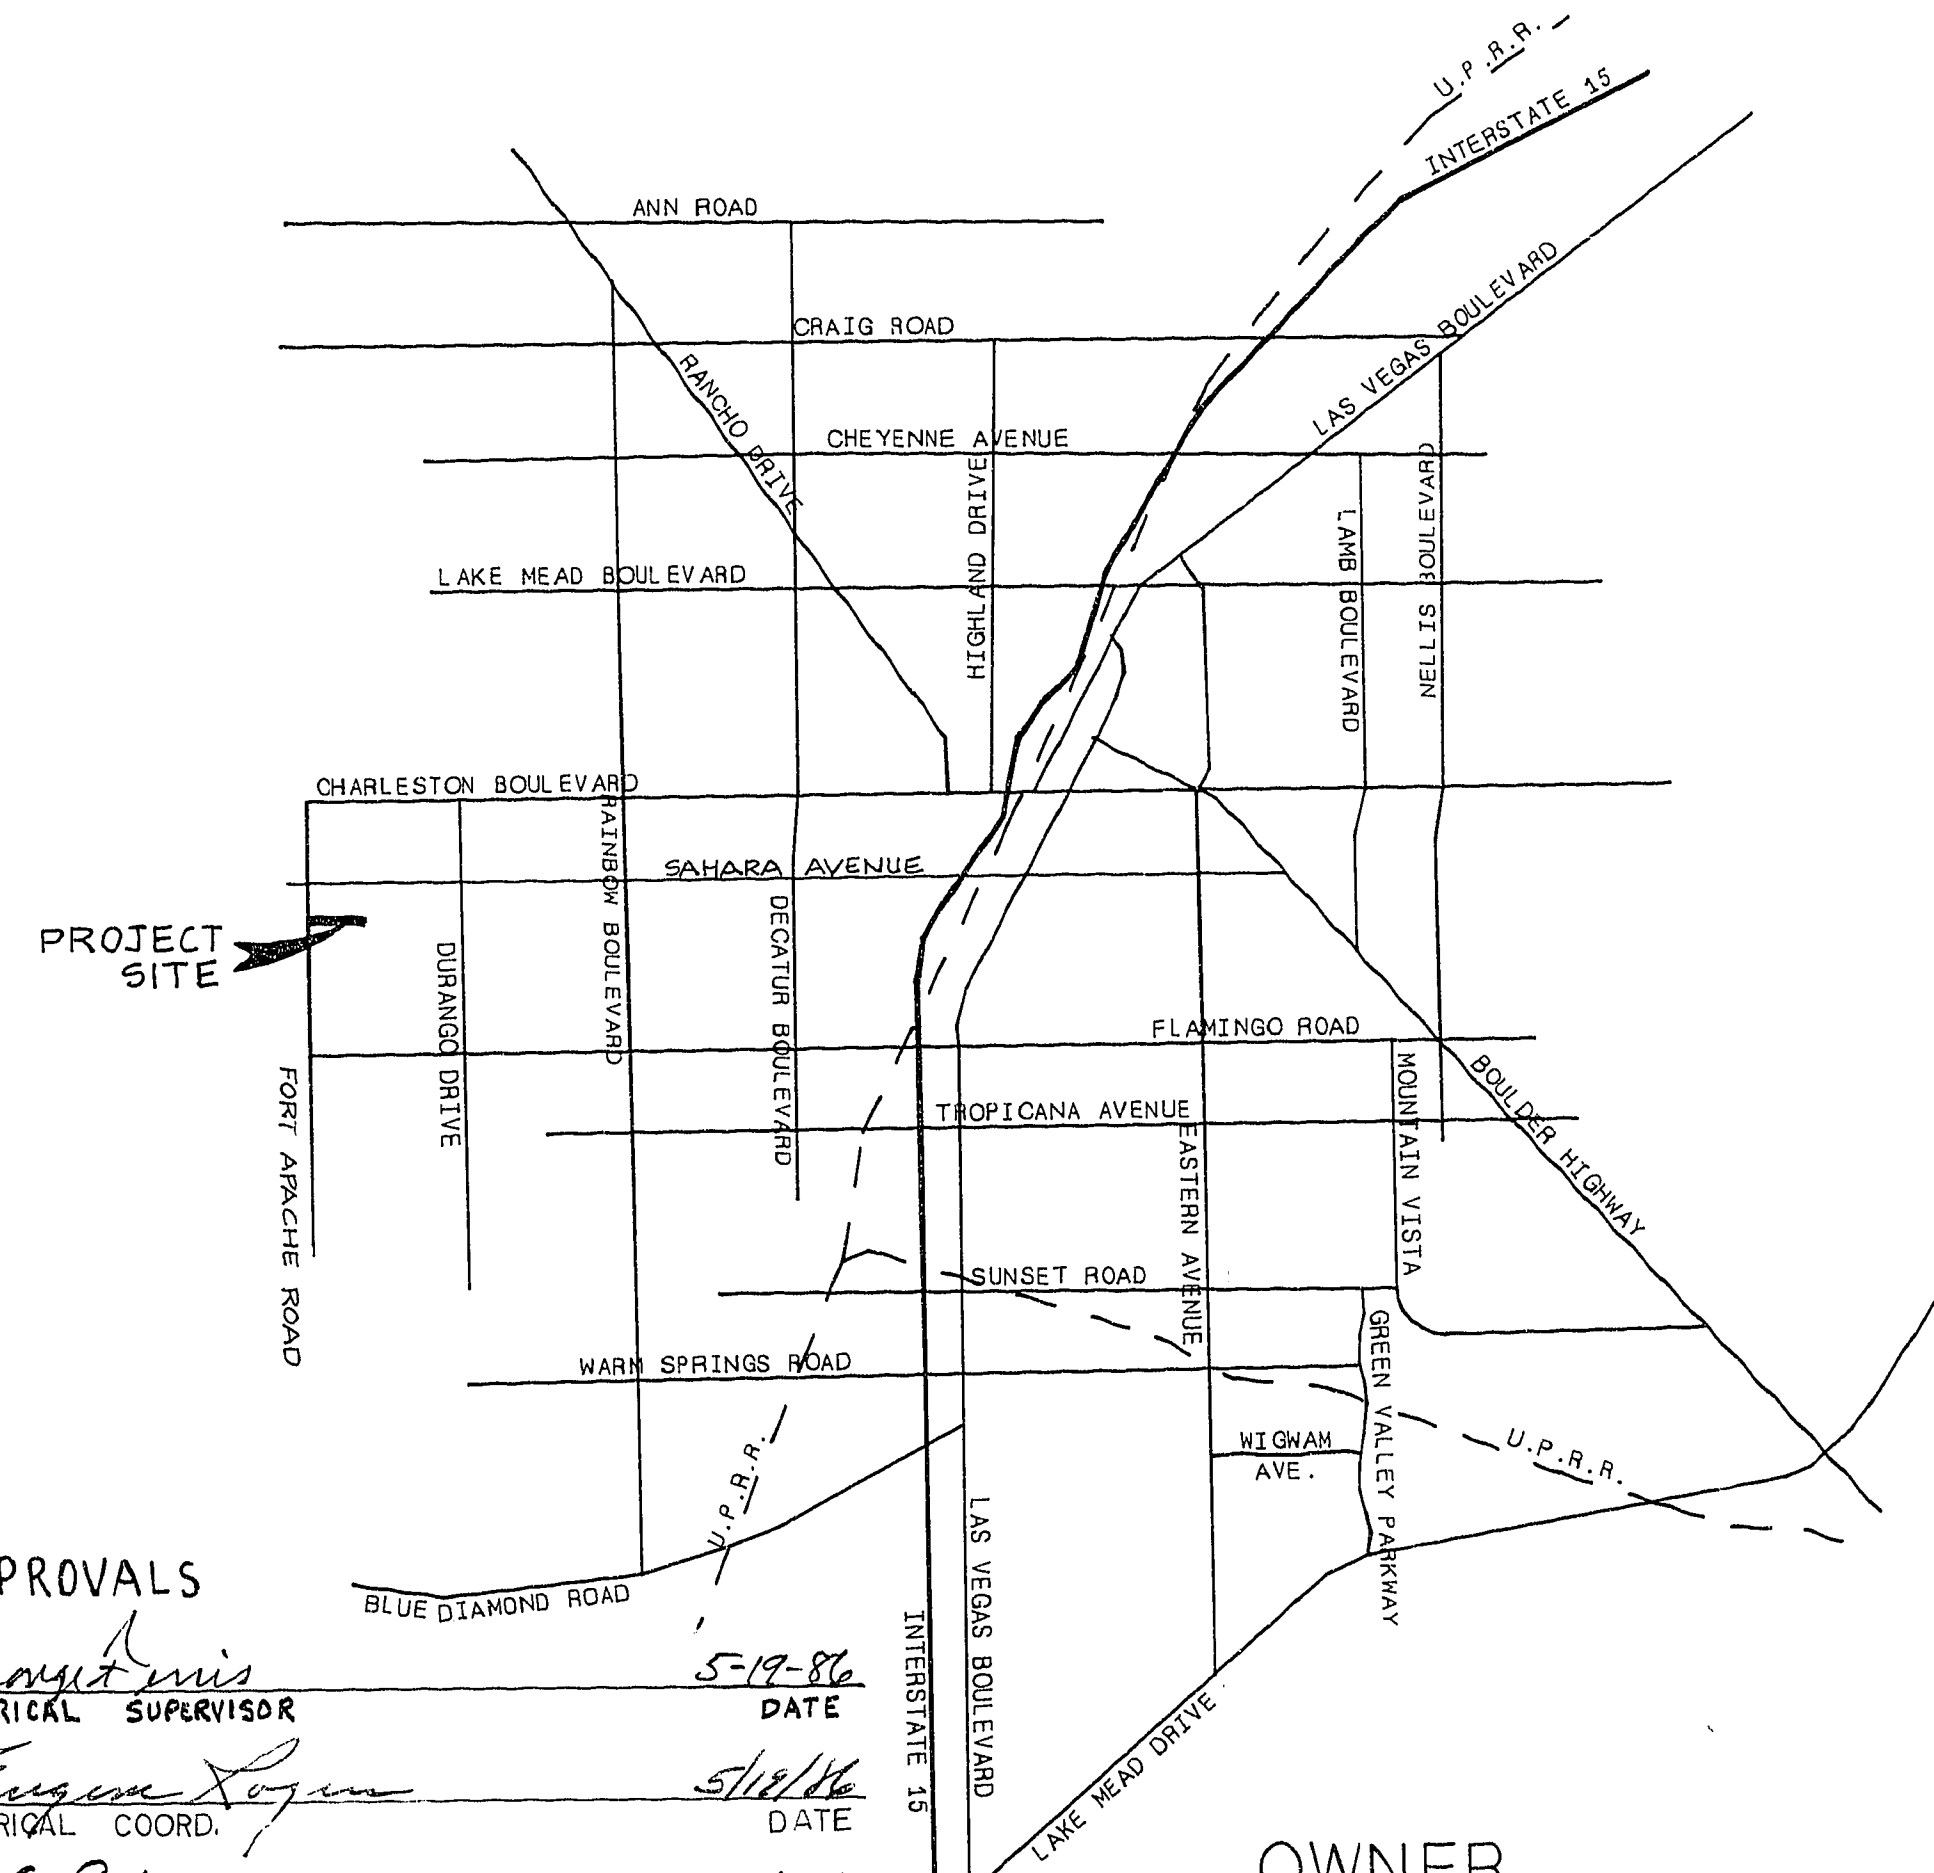 U.P.R.R.
INTERSTATE 15
ANN ROAD
LAS VEGAS BOULEVARD
CRAIG ROAD
RANCHO DRIVE
CHEYENNE AVENUE
HIGHLAND DRIVE
LAMB BOULEVARD
NELLIS BOULEVARD
LAKE MEAD BOULEVARD
CHARLESTON BOULEVARD
RAINBOW BOULEVARD
SAHARA AVENUE
DECATUR BOULEVARD
PROJECT
SITE
DURANGO DRIVE
FLAMINGO ROAD
FORT APACHE ROAD
MOUNTAIN VISTA
BOULDER HIGHWAY
TROPICANA AVENUE
EASTERN AVENUE
SUNSET ROAD
GREEN VALLEY PARKWAY
WARM SPRINGS ROAD
WIGWAM
AVE.
U.P.R.R.
U.P.R.R.
LAS VEGAS BOULEVARD
BLUE DIAMOND ROAD
INTERSTATE 15
LAKE MEAD DRIVE
PROVALS
5-19-86
RICAL SUPERVISOR DATE
Eugene
RICAL COORD. DATE
OWNER